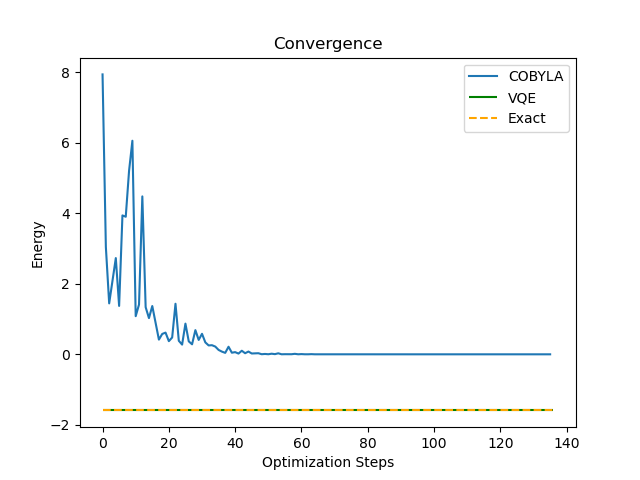 Convergence
COBYLA
VQE
Exact
8
6
4
2
0
−2
Energy
0 20 40 60 80 100 120 140
Optimization Steps